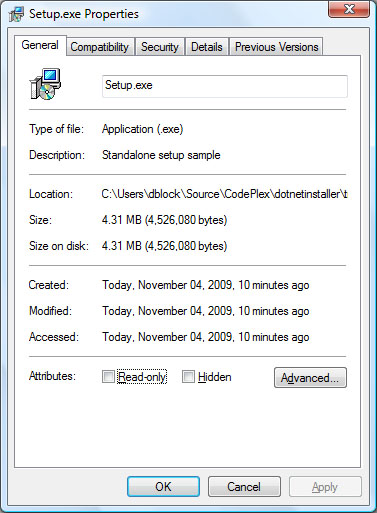 Setup.exe Properties
General Compatibility Security Details Previous Versions
Setup.exe
Type of file: Application (.exe)
Description: Standalone setup sample
Location: C:\Users\dblock\Source\CodePlex\dotnetinstaller\t
Size: 4.31 MB (4,526,080 bytes)
Size on disk: 4.31 MB (4,526,080 bytes)
Created: Today, November 04, 2009, 10 minutes ago
Modified: Today, November 04, 2009, 10 minutes ago
Accessed: Today, November 04, 2009, 10 minutes ago
Attributes: Read-only Hidden Advanced...
OK Cancel Apply